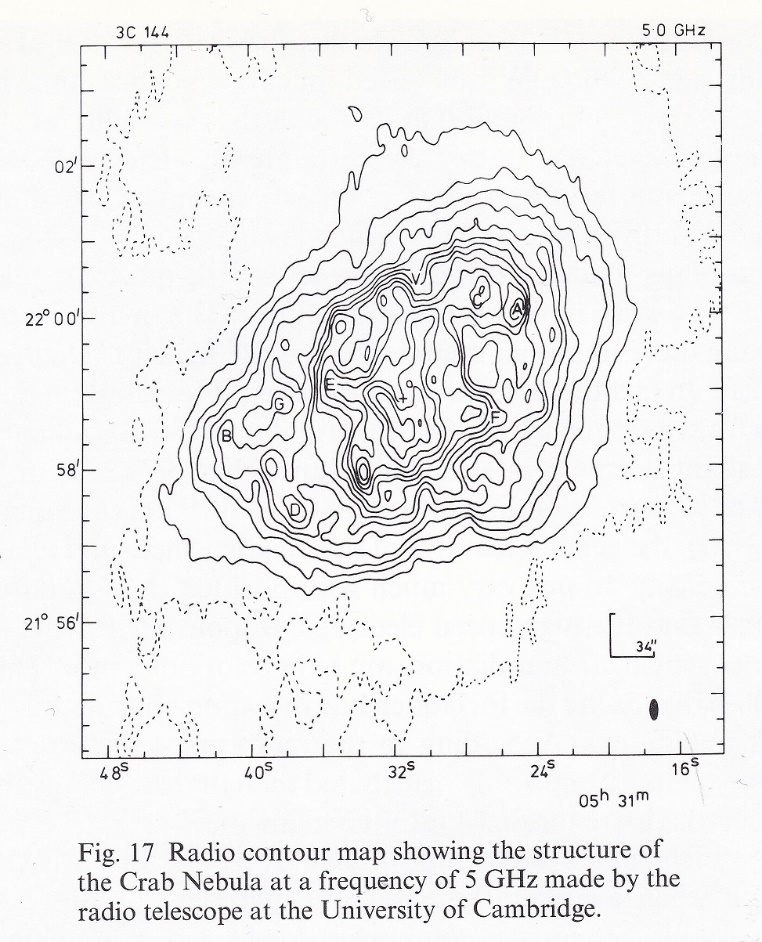 3C 144
5·0 GHz
02'
22° 00'
58'
21° 56'
V
A
E
G
F
B
D
34"
48s 40s 32s 24s 16s
05h 31m
Fig. 17 Radio contour map showing the structure of
the Crab Nebula at a frequency of 5 GHz made by the
radio telescope at the University of Cambridge.